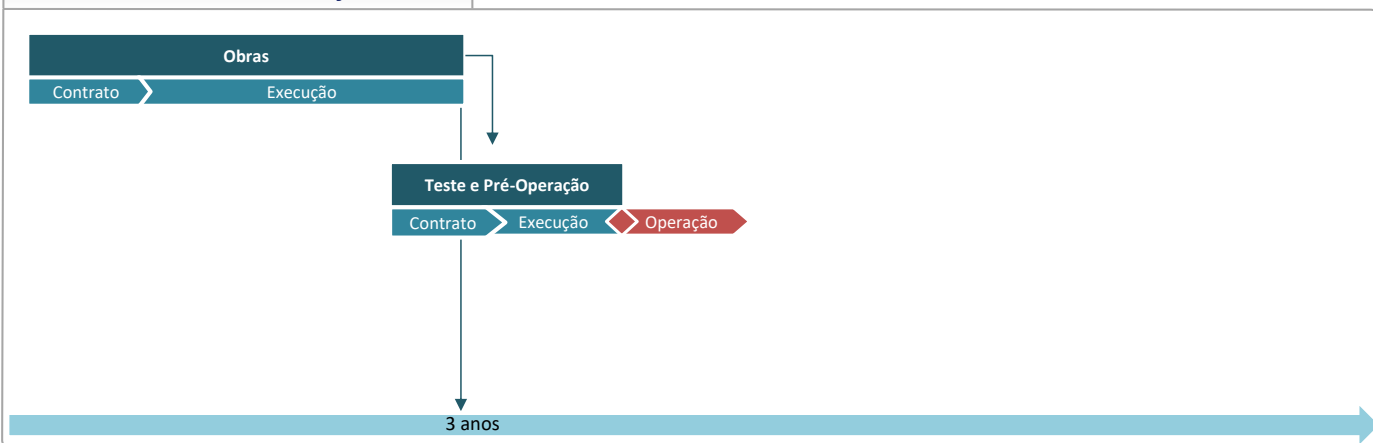 Obras
Contrato
Execução
Teste e Pré-Operação
Contrato
Execução
Operação
3 anos